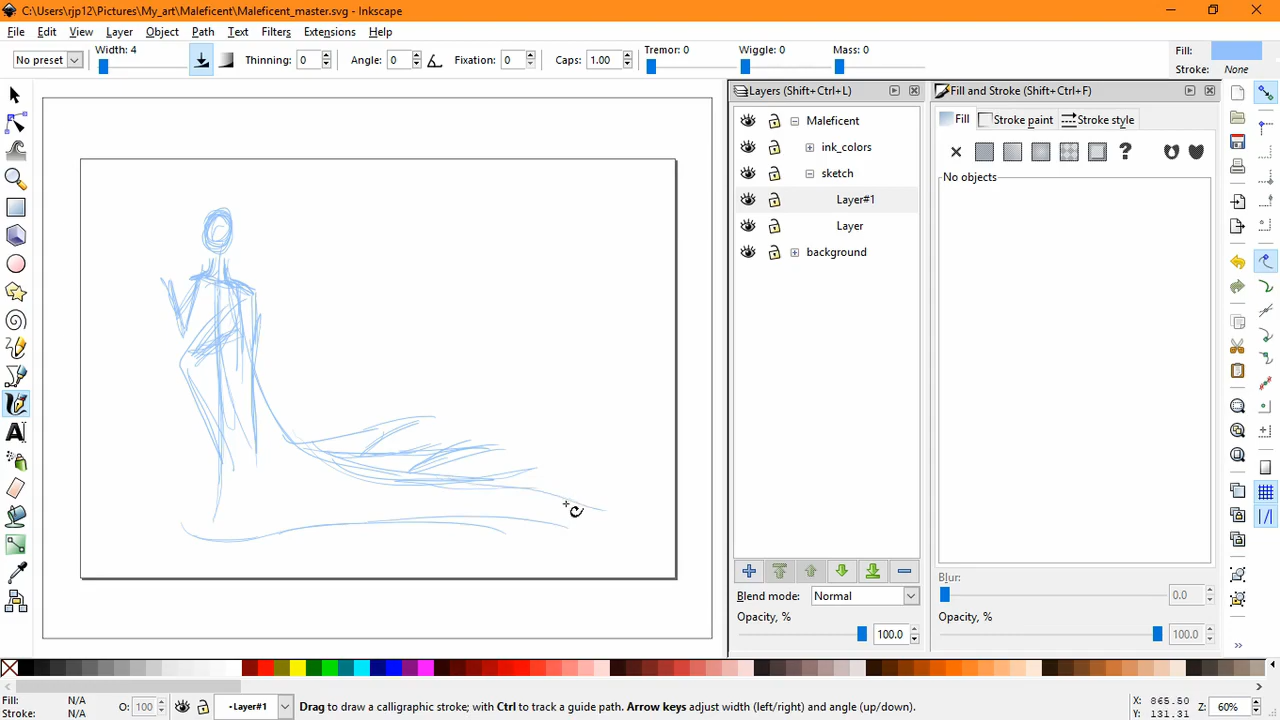 C:\Users\rjp12\Pictures\My_art\Maleficent\Maleficent_master.svg - Inkscape
File Edit View Layer Object Path Text Filters Extensions Help
No preset Width: 4 Thinning: 0 Angle: 0 Fixation: 0 Caps: 1.00 Tremor: 0 Wiggle: 0 Mass: 0 Fill:
Stroke: None
Layers (Shift+Ctrl+L)
Maleficent
ink_colors
sketch
Layer#1
Layer
background
Blend mode: Normal
Opacity, %
100.0
Fill and Stroke (Shift+Ctrl+F)
Fill Stroke paint Stroke style
?
No objects
Blur:
0.0
Opacity, %
100.0
Fill: N/A
Stroke: N/A
O: 100
•Layer#1
Drag to draw a calligraphic stroke; with Ctrl to track a guide path. Arrow keys adjust width (left/right) and angle (up/down).
X: 865.50
Y: 131.31
Z: 60%